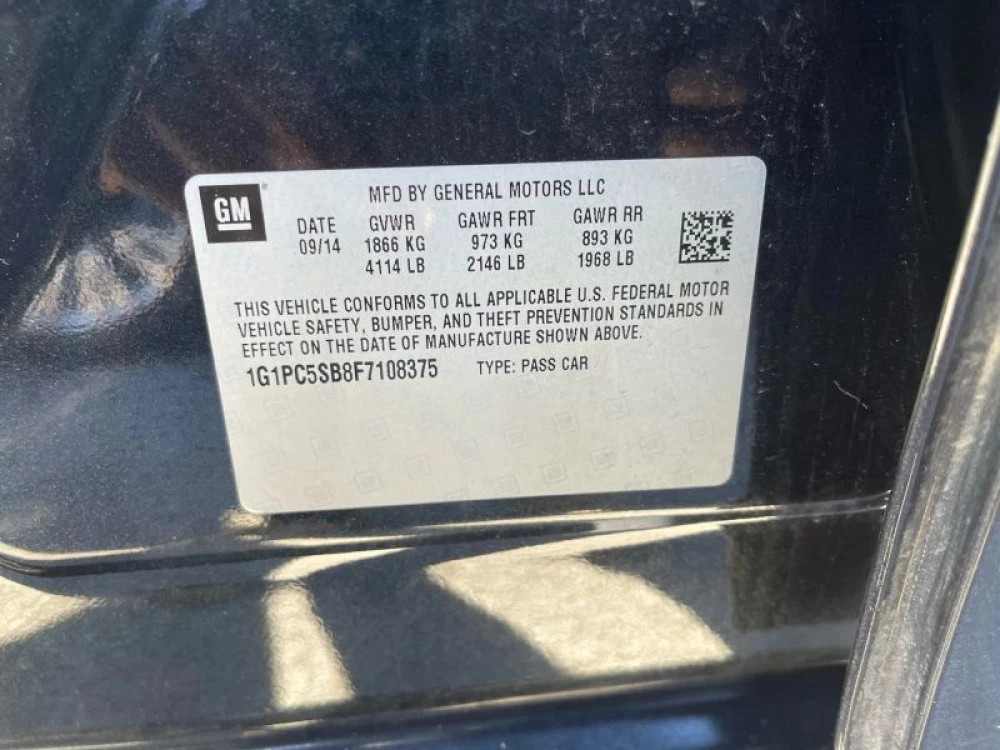 GM
MFD BY GENERAL MOTORS LLC
DATE GVWR GAWR FRT GAWR RR
09/14 1866 KG 973 KG 893 KG
4114 LB 2146 LB 1968 LB
THIS VEHICLE CONFORMS TO ALL APPLICABLE U.S. FEDERAL MOTOR
VEHICLE SAFETY, BUMPER, AND THEFT PREVENTION STANDARDS IN
EFFECT ON THE DATE OF MANUFACTURE SHOWN ABOVE.
1G1PC5SB8F7108375 TYPE: PASS CAR